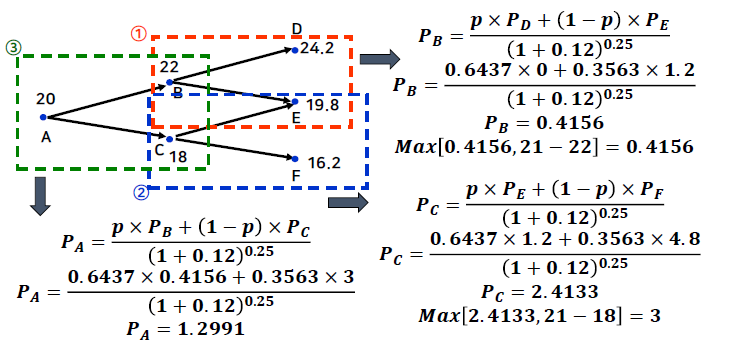 ①
D
24.2
③
22
B
20
A
19.8
E
C
18
16.2
F
②
P_B = (p × P_D + (1 − p) × P_E) / (1 + 0.12)^0.25
P_B = (0.6437 × 0 + 0.3563 × 1.2) / (1 + 0.12)^0.25
P_B = 0.4156
Max[0.4156, 21 − 22] = 0.4156
P_C = (p × P_E + (1 − p) × P_F) / (1 + 0.12)^0.25
P_C = (0.6437 × 1.2 + 0.3563 × 4.8) / (1 + 0.12)^0.25
P_C = 2.4133
Max[2.4133, 21 − 18] = 3
P_A = (p × P_B + (1 − p) × P_C) / (1 + 0.12)^0.25
P_A = (0.6437 × 0.4156 + 0.3563 × 3) / (1 + 0.12)^0.25
P_A = 1.2991